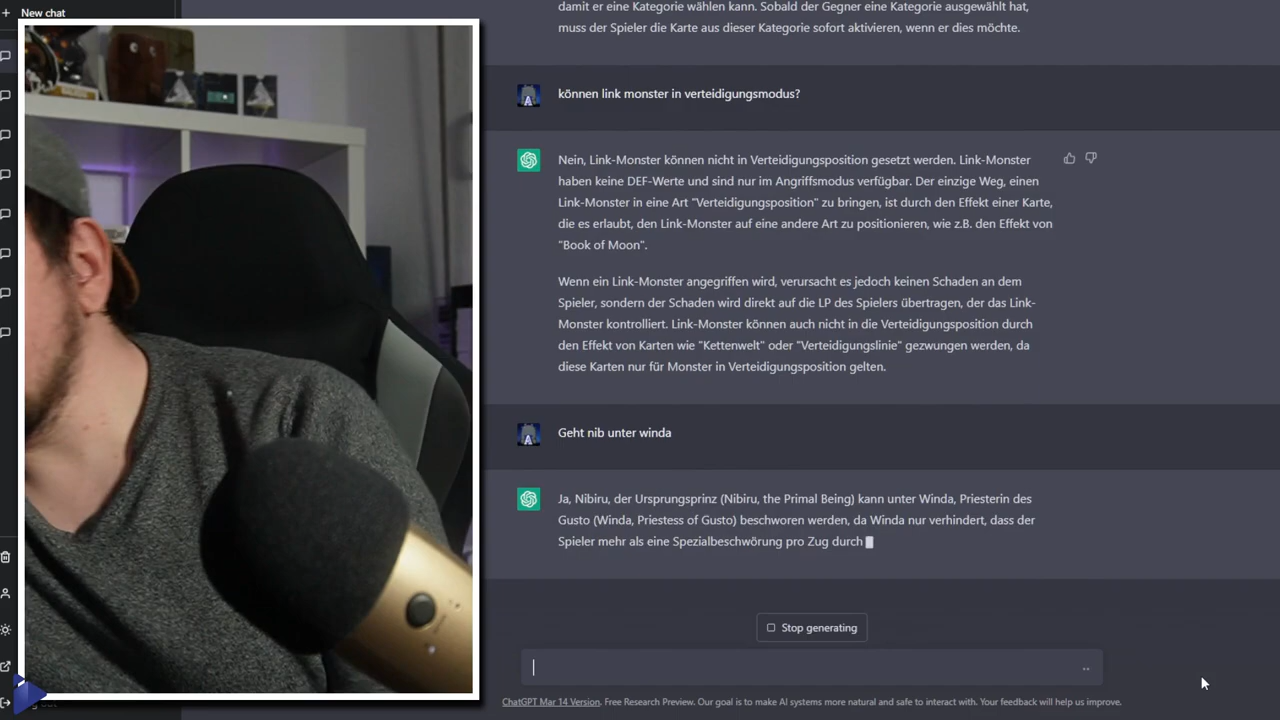 New chat
damit er eine Kategorie wählen kann. Sobald der Gegner eine Kategorie ausgewählt hat,
muss der Spieler die Karte aus dieser Kategorie sofort aktivieren, wenn er dies möchte.
können link monster in verteidigungsmodus?
Nein, Link-Monster können nicht in Verteidigungsposition gesetzt werden. Link-Monster
haben keine DEF-Werte und sind nur im Angriffsmodus verfügbar. Der einzige Weg, einen
Link-Monster in eine Art "Verteidigungsposition" zu bringen, ist durch den Effekt einer Karte,
die es erlaubt, den Link-Monster auf eine andere Art zu positionieren, wie z.B. den Effekt von
"Book of Moon".
Wenn ein Link-Monster angegriffen wird, verursacht es jedoch keinen Schaden an dem
Spieler, sondern der Schaden wird direkt auf die LP des Spielers übertragen, der das Link-
Monster kontrolliert. Link-Monster können auch nicht in die Verteidigungsposition durch
den Effekt von Karten wie "Kettenwelt" oder "Verteidigungslinie" gezwungen werden, da
diese Karten nur für Monster in Verteidigungsposition gelten.
Geht nib unter winda
Ja, Nibiru, der Ursprungsprinz (Nibiru, the Primal Being) kann unter Winda, Priesterin des
Gusto (Winda, Priestess of Gusto) beschworen werden, da Winda nur verhindert, dass der
Spieler mehr als eine Spezialbeschwörung pro Zug durch
Stop generating
ChatGPT Mar 14 Version. Free Research Preview. Our goal is to make AI systems more natural and safe to interact with. Your feedback will help us improve.